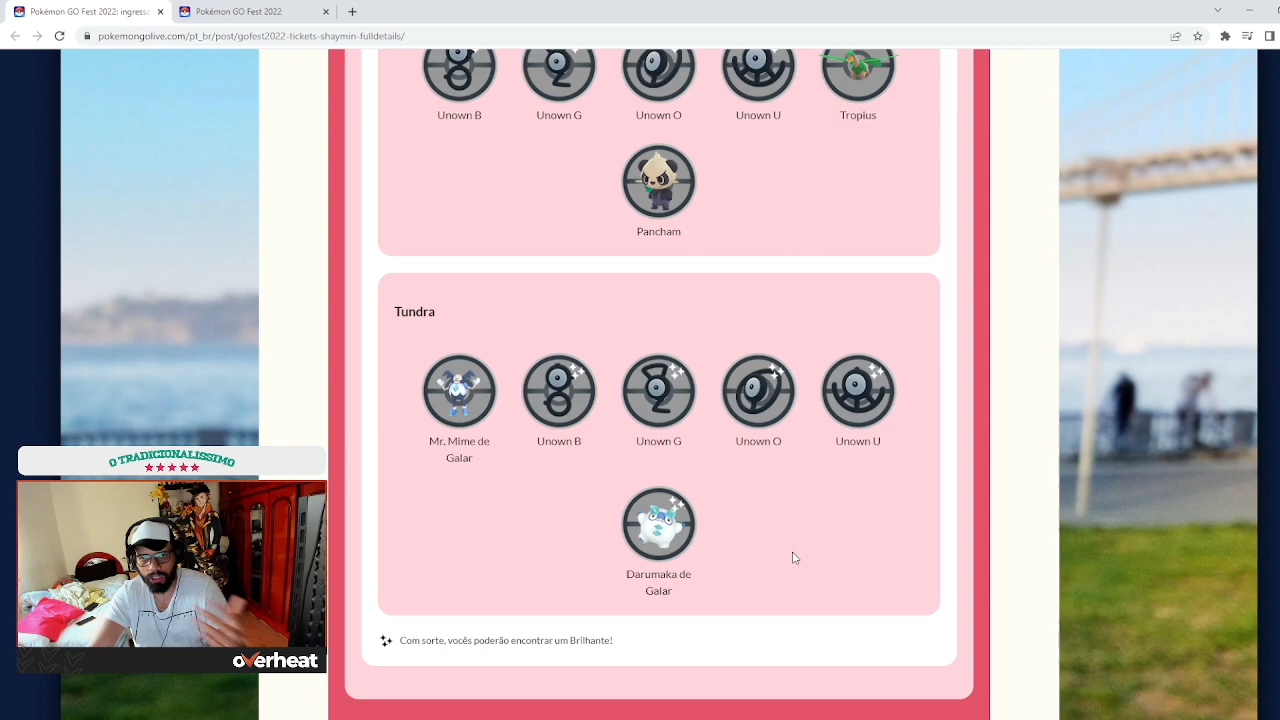 Pokémon GO Fest 2022: ingress
Pokémon GO Fest 2022
pokemongolive.com/pt_br/post/gofest2022-tickets-shaymin-fulldetails/
Unown B
Unown G
Unown O
Unown U
Tropius
Pancham
Tundra
Mr. Mime de
Galar
Unown B
Unown G
Unown O
Unown U
Darumaka de
Galar
Com sorte, vocês poderão encontrar um Brilhante!
O TRADICIONALISSIMO
overheat